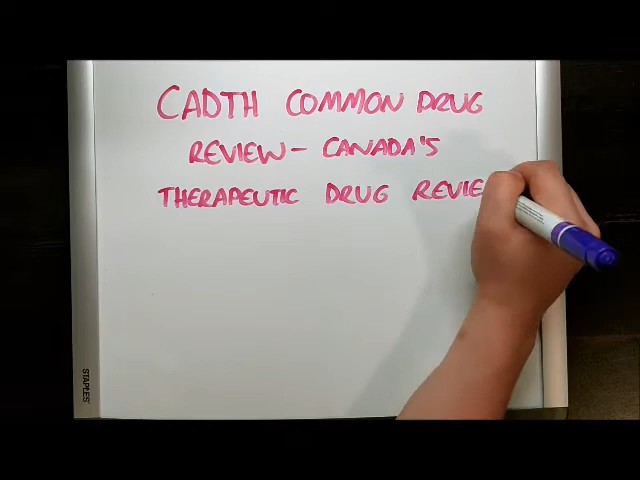 CADTH COMMON DRUG
REVIEW - CANADA'S
THERAPEUTIC DRUG REVIE
STAPLES